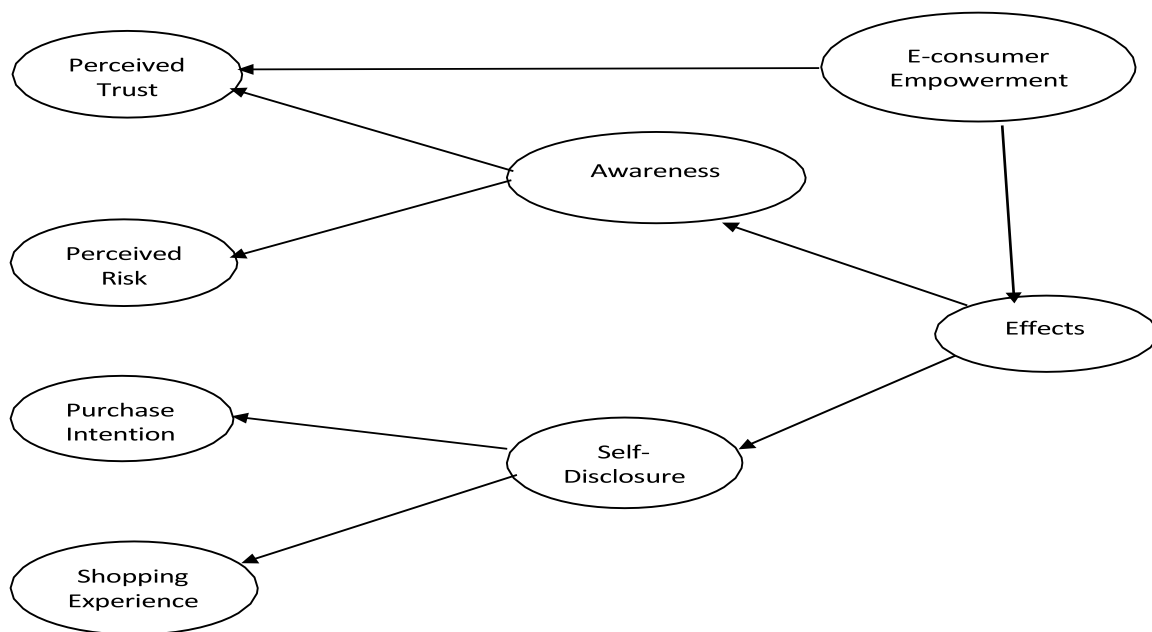 E-consumer
Empowerment
Perceived
Trust
Awareness
Perceived
Risk
Effects
Purchase
Intention
Self-
Disclosure
Shopping
Experience